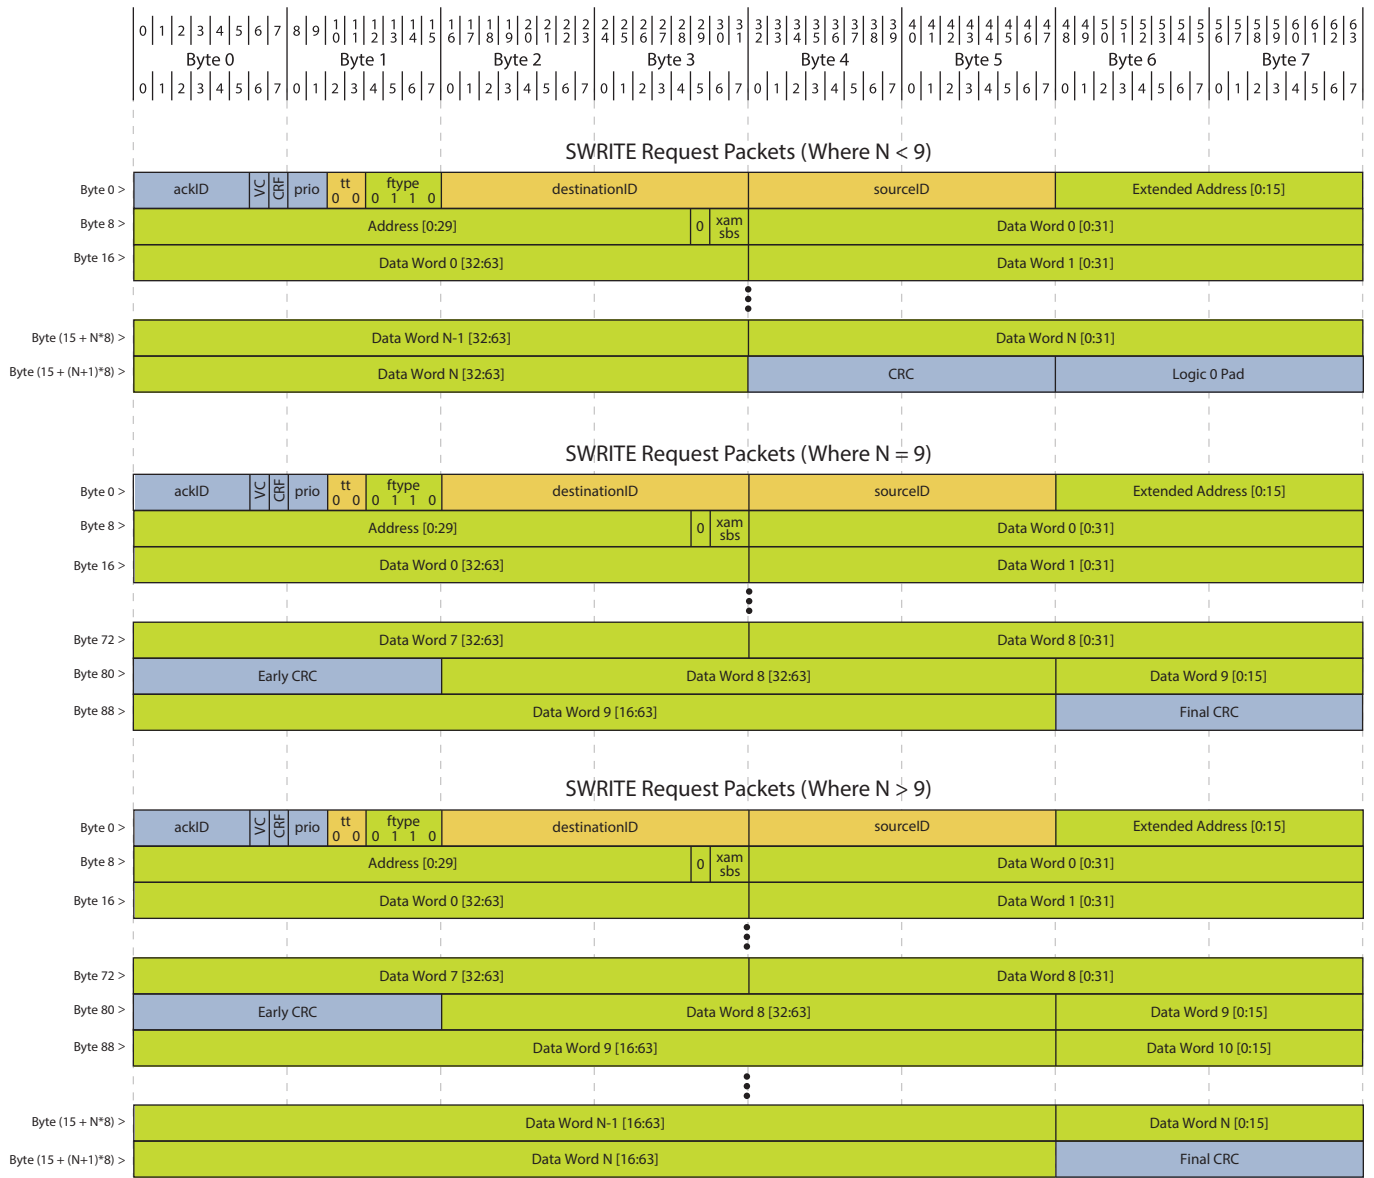 0 1 2 3 4 5 6 7 8 9 10 11 12 13 14 15 16 17 18 19 20 21 22 23 24 25 26 27 28 29 30 31 32 33 34 35 36 37 38 39 40 41 42 43 44 45 46 47 48 49 50 51 52 53 54 55 56 57 58 59 60 61 62 63
Byte 0 Byte 1 Byte 2 Byte 3 Byte 4 Byte 5 Byte 6 Byte 7
0 1 2 3 4 5 6 7 0 1 2 3 4 5 6 7 0 1 2 3 4 5 6 7 0 1 2 3 4 5 6 7 0 1 2 3 4 5 6 7 0 1 2 3 4 5 6 7 0 1 2 3 4 5 6 7 0 1 2 3 4 5 6 7
SWRITE Request Packets (Where N < 9)
Byte 0 > ackID VC CRF prio tt 0 0 ftype 0 1 1 0 destinationID sourceID Extended Address [0:15]
Byte 8 > Address [0:29] 0 xam sbs Data Word 0 [0:31]
Byte 16 > Data Word 0 [32:63] Data Word 1 [0:31]
Byte (15 + N*8) > Data Word N-1 [32:63] Data Word N [0:31]
Byte (15 + (N+1)*8) > Data Word N [32:63] CRC Logic 0 Pad
SWRITE Request Packets (Where N = 9)
Byte 0 > ackID VC CRF prio tt 0 0 ftype 0 1 1 0 destinationID sourceID Extended Address [0:15]
Byte 8 > Address [0:29] 0 xam sbs Data Word 0 [0:31]
Byte 16 > Data Word 0 [32:63] Data Word 1 [0:31]
Byte 72 > Data Word 7 [32:63] Data Word 8 [0:31]
Byte 80 > Early CRC Data Word 8 [32:63] Data Word 9 [0:15]
Byte 88 > Data Word 9 [16:63] Final CRC
SWRITE Request Packets (Where N > 9)
Byte 0 > ackID VC CRF prio tt 0 0 ftype 0 1 1 0 destinationID sourceID Extended Address [0:15]
Byte 8 > Address [0:29] 0 xam sbs Data Word 0 [0:31]
Byte 16 > Data Word 0 [32:63] Data Word 1 [0:31]
Byte 72 > Data Word 7 [32:63] Data Word 8 [0:31]
Byte 80 > Early CRC Data Word 8 [32:63] Data Word 9 [0:15]
Byte 88 > Data Word 9 [16:63] Data Word 10 [0:15]
Byte (15 + N*8) > Data Word N-1 [16:63] Data Word N [0:15]
Byte (15 + (N+1)*8) > Data Word N [16:63] Final CRC